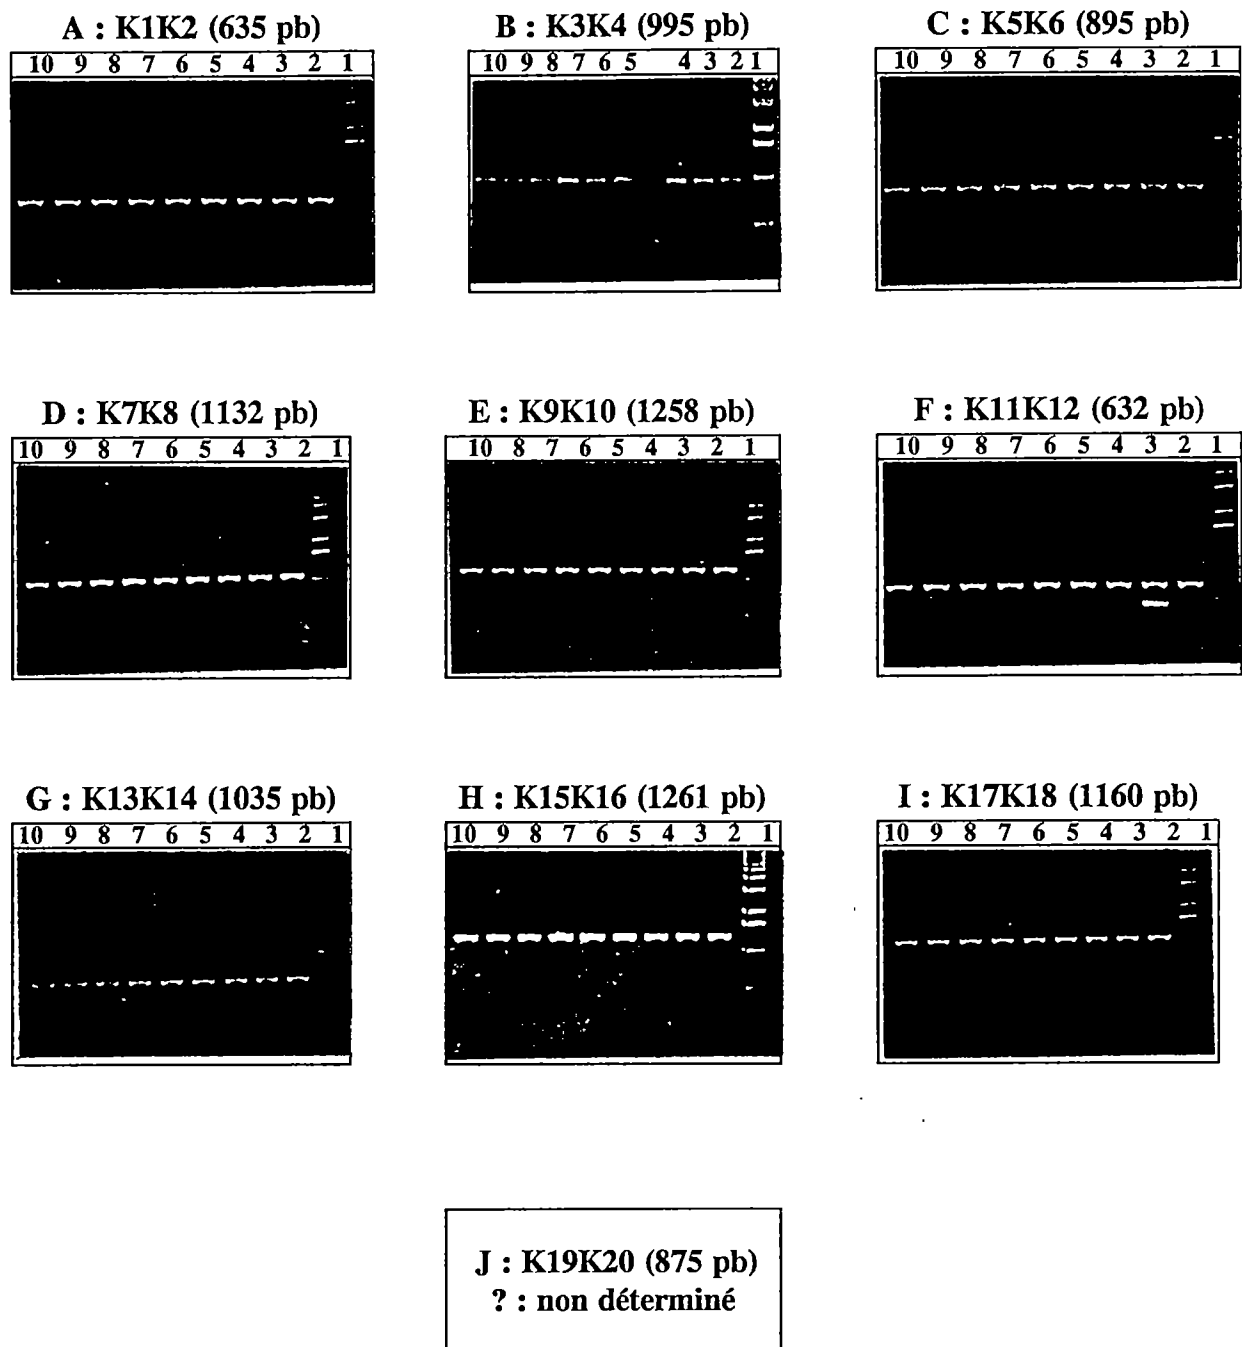 A : K1K2 (635 pb)
10 9 8 7 6 5 4 3 2 1
B : K3K4 (995 pb)
10 9 8 7 6 5 4 3 2 1
C : K5K6 (895 pb)
10 9 8 7 6 5 4 3 2 1
D : K7K8 (1132 pb)
10 9 8 7 6 5 4 3 2 1
E : K9K10 (1258 pb)
10 8 7 6 5 4 3 2 1
F : K11K12 (632 pb)
10 9 8 7 6 5 4 3 2 1
G : K13K14 (1035 pb)
10 9 8 7 6 5 4 3 2 1
H : K15K16 (1261 pb)
10 9 8 7 6 5 4 3 2 1
I : K17K18 (1160 pb)
10 9 8 7 6 5 4 3 2 1
J : K19K20 (875 pb)
? : non déterminé